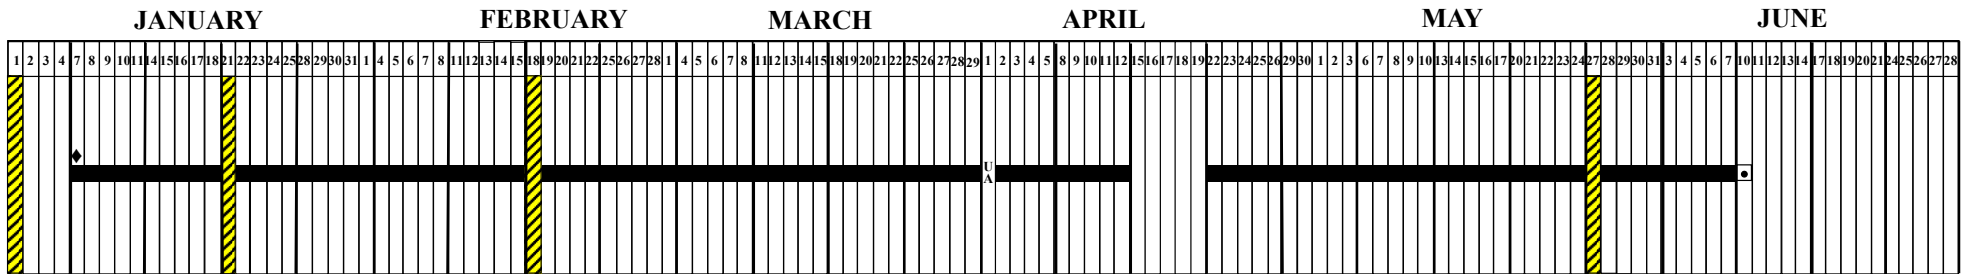 JANUARY FEBRUARY MARCH APRIL MAY JUNE
1 2 3 4 7 8 9 10 11 14 15 16 17 18 21 22 23 24 25 28 29 30 31 1 4 5 6 7 8 11 12 13 14 15 18 19 20 21 22 25 26 27 28 1 4 5 6 7 8 11 12 13 14 15 18 19 20 21 22 25 26 27 28 29 1 2 3 4 5 8 9 10 11 12 15 16 17 18 19 22 23 24 25 26 29 30 1 2 3 6 7 8 9 10 13 14 15 16 17 20 21 22 23 24 27 28 29 30 31 3 4 5 6 7 10 11 12 13 14 17 18 19 20 21 24 25 26 27 28
U
A